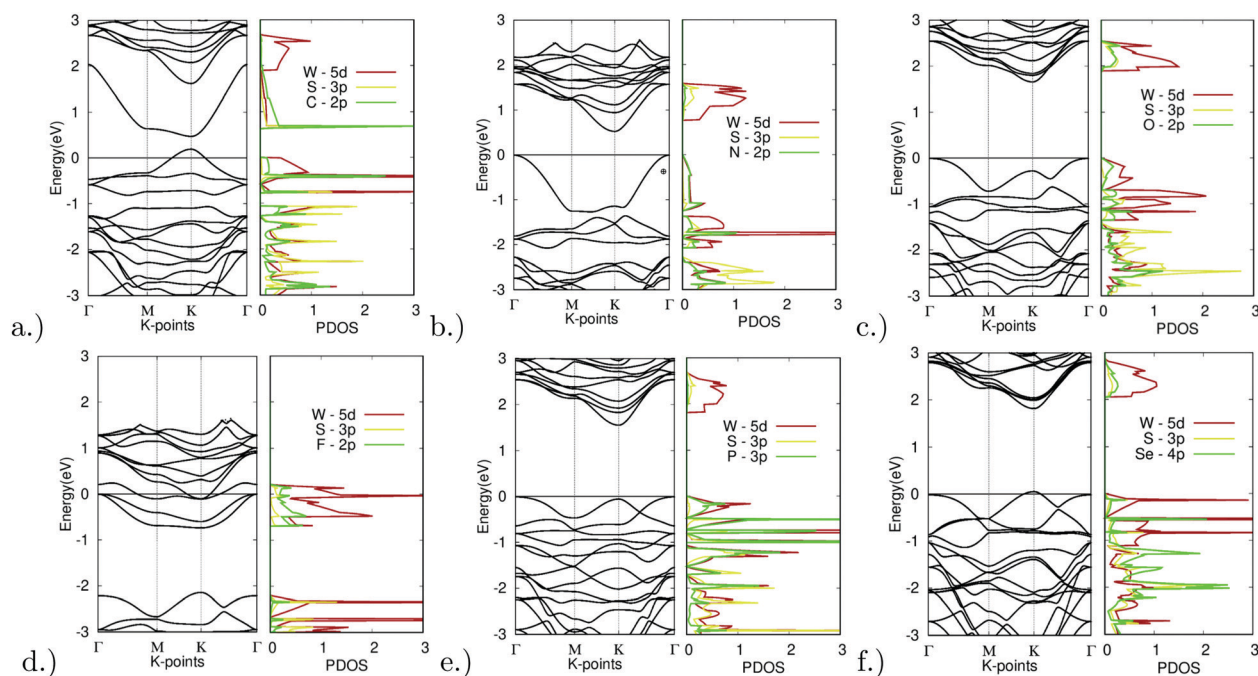 3
2
1
0
-1
-2
-3
Energy(eV)
Γ M K Γ
K-points
W - 5d
S - 3p
C - 2p
0 1 2 3
PDOS
a.)
3
2
1
0
-1
-2
-3
Energy(eV)
Γ M K Γ
K-points
W - 5d
S - 3p
N - 2p
0 1 2 3
PDOS
b.)
3
2
1
0
-1
-2
-3
Energy(eV)
Γ M K Γ
K-points
W - 5d
S - 3p
O - 2p
0 1 2 3
PDOS
c.)
3
2
1
0
-1
-2
-3
Energy(eV)
Γ M K Γ
K-points
W - 5d
S - 3p
F - 2p
0 1 2 3
PDOS
d.)
3
2
1
0
-1
-2
-3
Energy(eV)
Γ M K Γ
K-points
W - 5d
S - 3p
P - 3p
0 1 2 3
PDOS
e.)
3
2
1
0
-1
-2
-3
Energy(eV)
Γ M K Γ
K-points
W - 5d
S - 3p
Se - 4p
0 1 2 3
PDOS
f.)